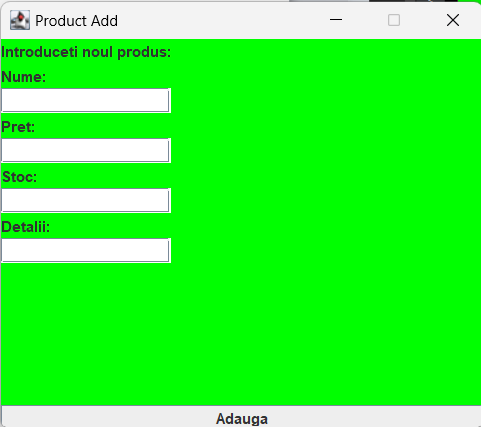 Product Add
Introduceti noul produs:
Nume:
Pret:
Stoc:
Detalii:
Adauga